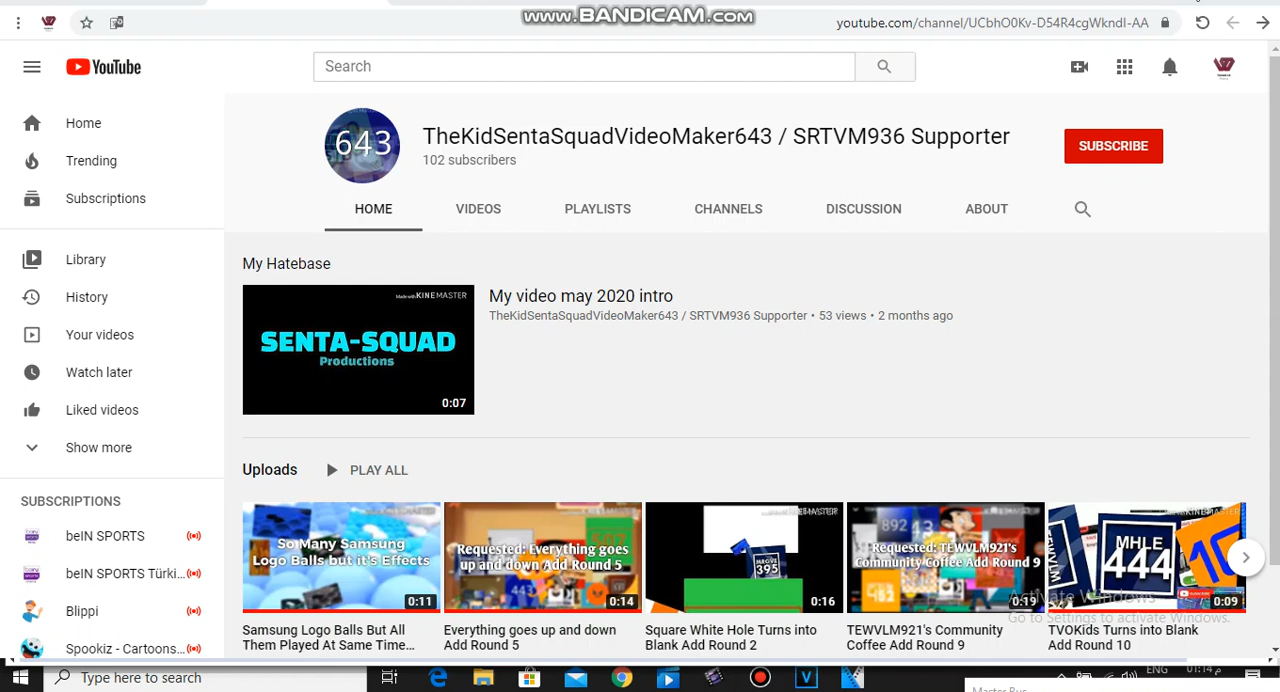 www.BANDICAM.com
youtube.com/channel/UCbhO0Kv-D54R4cgWkndI-AA
YouTube
Search
Home
Trending
Subscriptions
Library
History
Your videos
Watch later
Liked videos
Show more
SUBSCRIPTIONS
beIN SPORTS
beIN SPORTS Türki...
Blippi
Spookiz - Cartoons...
643
TheKidSentaSquadVideoMaker643 / SRTVM936 Supporter
102 subscribers
SUBSCRIBE
HOME VIDEOS PLAYLISTS CHANNELS DISCUSSION ABOUT
My Hatebase
Made with KINEMASTER
SENTA-SQUAD
Productions
0:07
My video may 2020 intro
TheKidSentaSquadVideoMaker643 / SRTVM936 Supporter • 53 views • 2 months ago
Uploads PLAY ALL
So Many Samsung
Logo Balls but it's Effects
0:11
Samsung Logo Balls But All
Them Played At Same Time...
Requested: Everything goes
up and down Add Round 5
0:14
Everything goes up and down
Add Round 5
395
0:16
Square White Hole Turns into
Blank Add Round 2
892
Requested: TEWVLM921's
Community Coffee Add Round 9
0:19
TEWVLM921's Community
Coffee Add Round 9
MHLE
444
0:09
TVOKids Turns into Blank
Add Round 10
Activate Windows
Go to Settings to activate Windows.
Type here to search
ENG
٠١:١٤ م